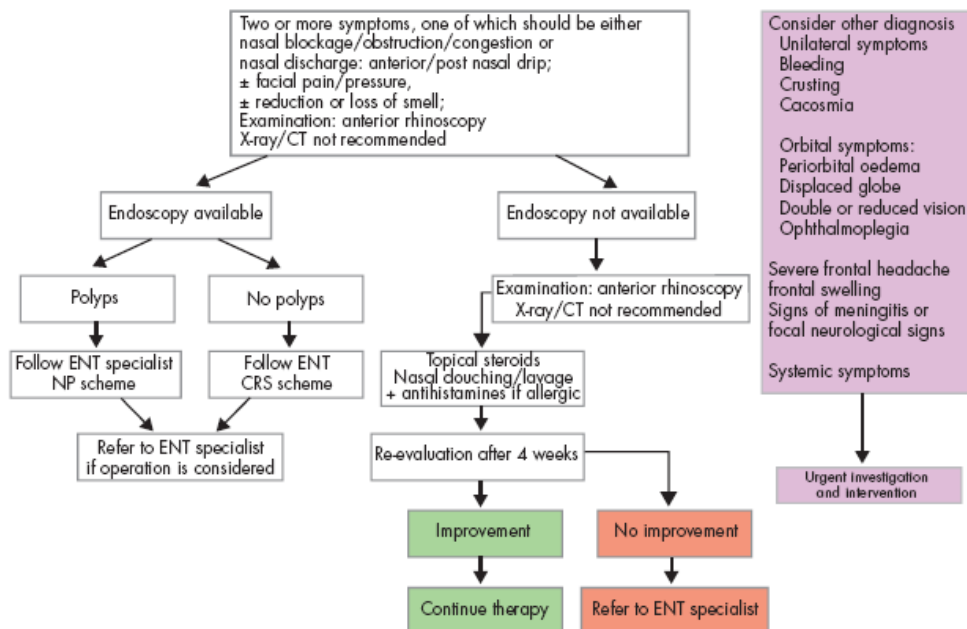 Two or more symptoms, one of which should be either
nasal blockage/obstruction/congestion or
nasal discharge: anterior/post nasal drip;
± facial pain/pressure,
± reduction or loss of smell;
Examination: anterior rhinoscopy
X-ray/CT not recommended
Endoscopy available
Endoscopy not available
Polyps
No polyps
Examination: anterior rhinoscopy
X-ray/CT not recommended
Follow ENT specialist
NP scheme
Follow ENT
CRS scheme
Topical steroids
Nasal douching/lavage
+ antihistamines if allergic
Refer to ENT specialist
if operation is considered
Re-evaluation after 4 weeks
Improvement
No improvement
Continue therapy
Refer to ENT specialist
Consider other diagnosis
Unilateral symptoms
Bleeding
Crusting
Cacosmia
Orbital symptoms:
Periorbital oedema
Displaced globe
Double or reduced vision
Ophthalmoplegia
Severe frontal headache
frontal swelling
Signs of meningitis or
focal neurological signs
Systemic symptoms
Urgent investigation
and intervention